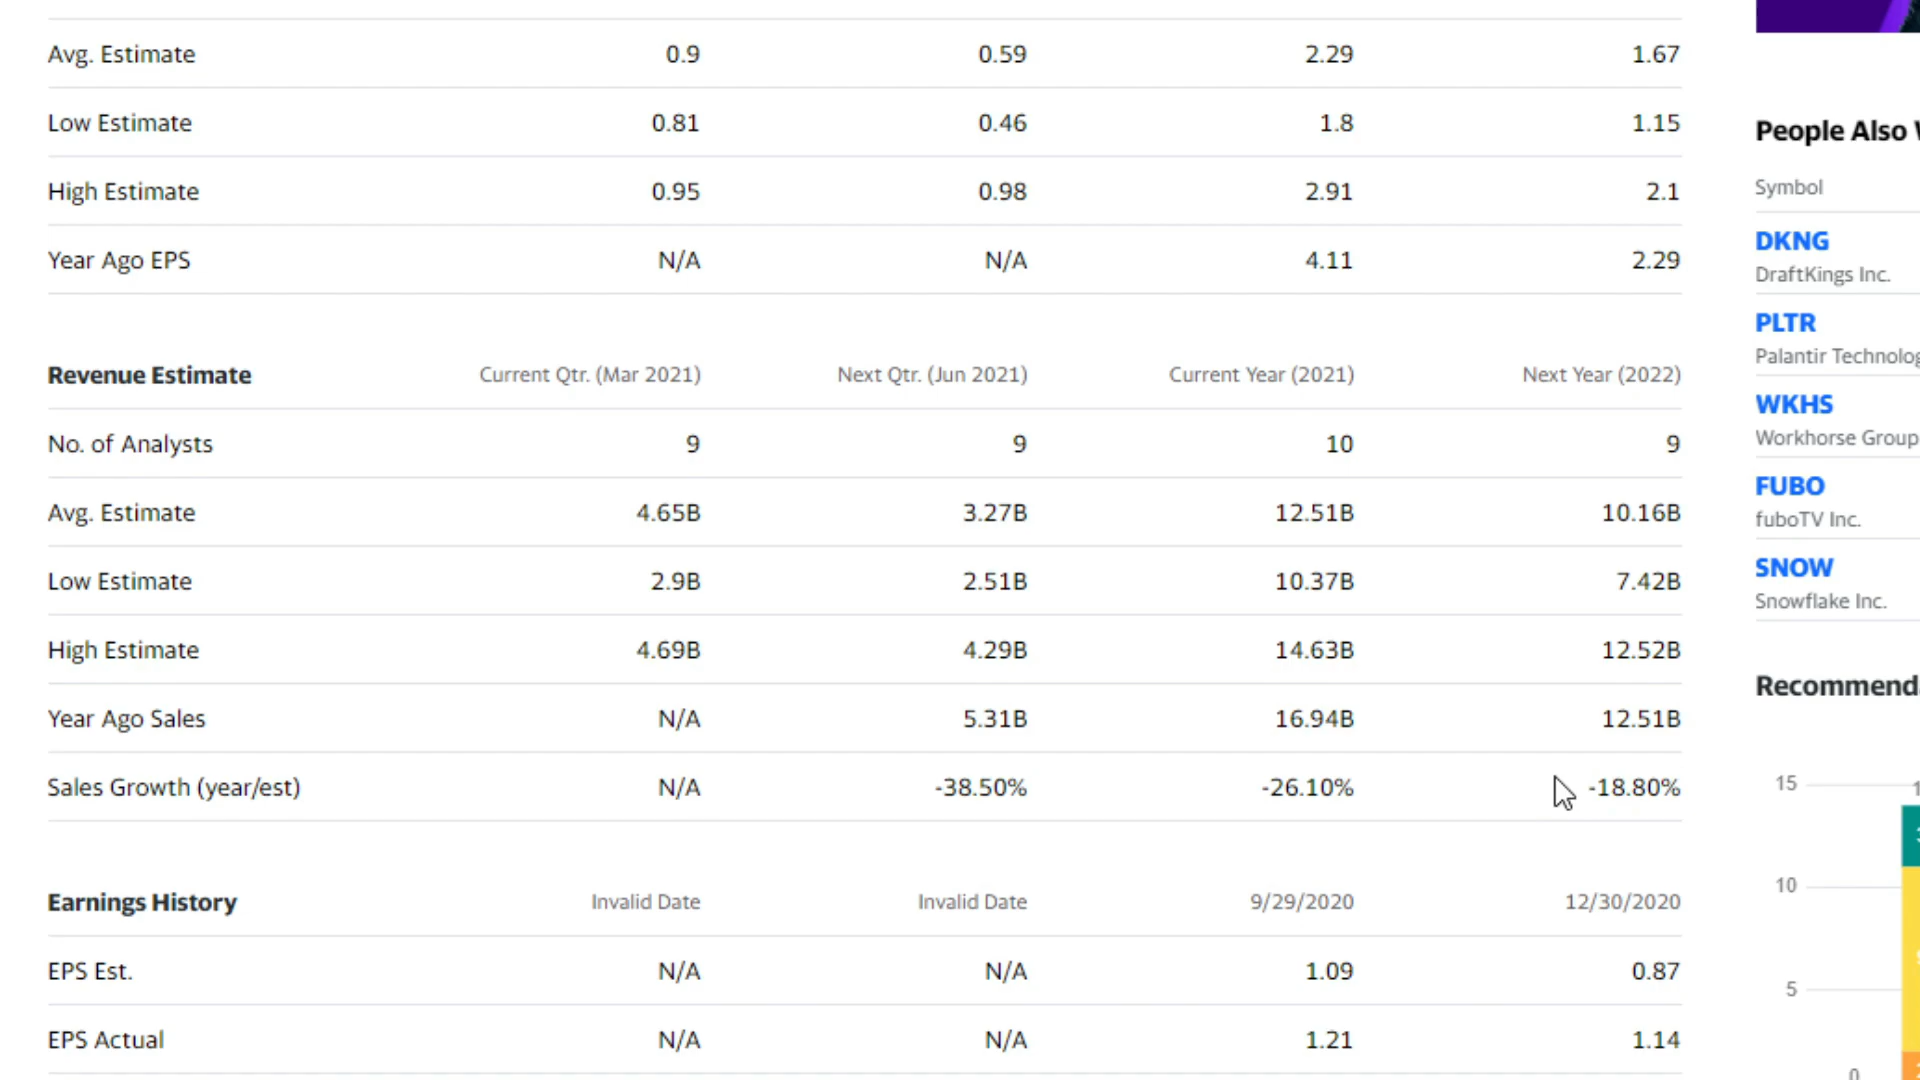 Avg. Estimate 0.9 0.59 2.29 1.67
Low Estimate 0.81 0.46 1.8 1.15
High Estimate 0.95 0.98 2.91 2.1
Year Ago EPS N/A N/A 4.11 2.29
Revenue Estimate Current Qtr. (Mar 2021) Next Qtr. (Jun 2021) Current Year (2021) Next Year (2022)
No. of Analysts 9 9 10 9
Avg. Estimate 4.65B 3.27B 12.51B 10.16B
Low Estimate 2.9B 2.51B 10.37B 7.42B
High Estimate 4.69B 4.29B 14.63B 12.52B
Year Ago Sales N/A 5.31B 16.94B 12.51B
Sales Growth (year/est) N/A -38.50% -26.10% -18.80%
Earnings History Invalid Date Invalid Date 9/29/2020 12/30/2020
EPS Est. N/A N/A 1.09 0.87
EPS Actual N/A N/A 1.21 1.14
People Also
Symbol
DKNG
DraftKings Inc.
PLTR
Palantir Technolog
WKHS
Workhorse Group
FUBO
fuboTV Inc.
SNOW
Snowflake Inc.
Recommend
15
10
5
0